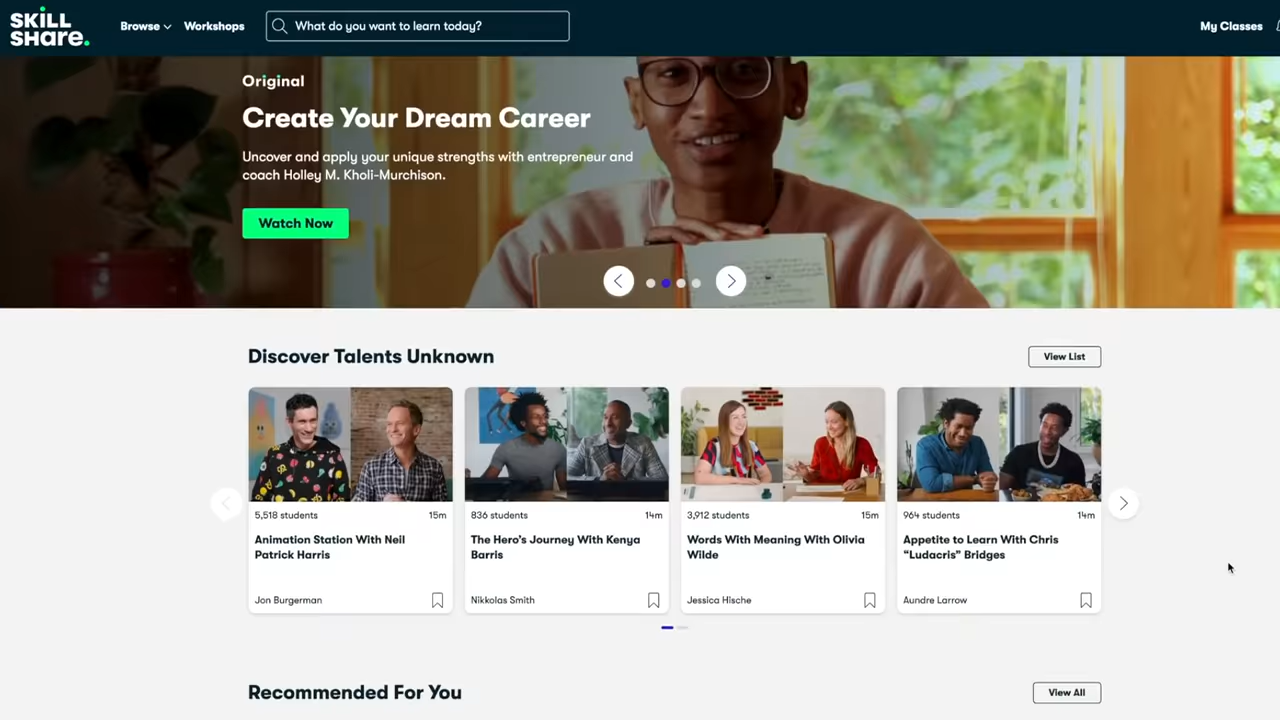 SKILL
SHare.
Browse
Workshops
What do you want to learn today?
My Classes
Original
Create Your Dream Career
Uncover and apply your unique strengths with entrepreneur and
coach Holley M. Kholi-Murchison.
Watch Now
Discover Talents Unknown
View List
5,518 students
15m
Animation Station With Neil
Patrick Harris
Jon Burgerman
836 students
14m
The Hero's Journey With Kenya
Barris
Nikkolas Smith
3,912 students
15m
Words With Meaning With Olivia
Wilde
Jessica Hische
964 students
14m
Appetite to Learn With Chris
“Ludacris” Bridges
Aundre Larrow
Recommended For You
View All